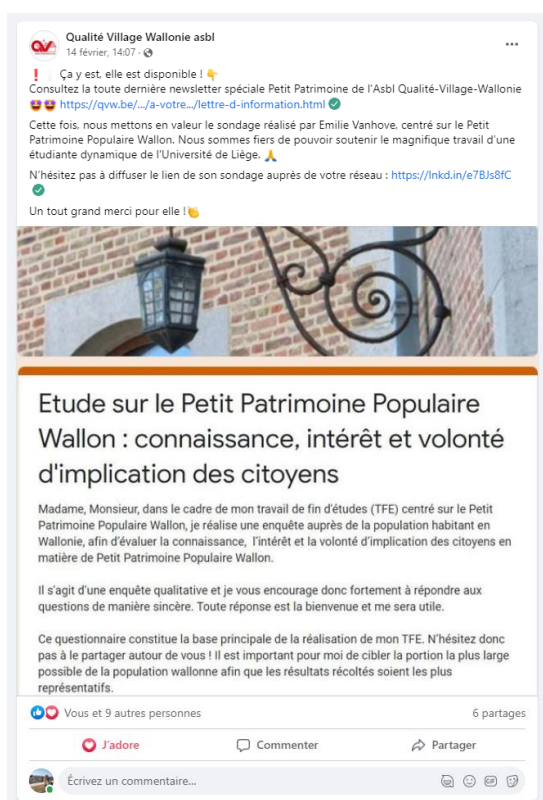 Qualité Village Wallonie asbl
14 février, 14:07 ·
❗ Ça y est, elle est disponible ! 👇
Consultez la toute dernière newsletter spéciale Petit Patrimoine de l'Asbl Qualité-Village-Wallonie
🤩🤩 https://qvw.be/.../a-votre.../lettre-d-information.html ✅
Cette fois, nous mettons en valeur le sondage réalisé par Emilie Vanhove, centré sur le Petit
Patrimoine Populaire Wallon. Nous sommes fiers de pouvoir soutenir le magnifique travail d'une
étudiante dynamique de l'Université de Liège. 🙏
N'hésitez pas à diffuser le lien de son sondage auprès de votre réseau : https://lnkd.in/e7BJs8fC
✅
Un tout grand merci pour elle !👏
Etude sur le Petit Patrimoine Populaire
Wallon : connaissance, intérêt et volonté
d'implication des citoyens
Madame, Monsieur, dans le cadre de mon travail de fin d'études (TFE) centré sur le Petit
Patrimoine Populaire Wallon, je réalise une enquête auprès de la population habitant en
Wallonie, afin d'évaluer la connaissance, l'intérêt et la volonté d'implication des citoyens en
matière de Petit Patrimoine Populaire Wallon.
Il s'agit d'une enquête qualitative et je vous encourage donc fortement à répondre aux
questions de manière sincère. Toute réponse est la bienvenue et me sera utile.
Ce questionnaire constitue la base principale de la réalisation de mon TFE. N'hésitez donc
pas à le partager autour de vous ! Il est important pour moi de cibler la portion la plus large
possible de la population wallonne afin que les résultats récoltés soient les plus
représentatifs.
Vous et 9 autres personnes 6 partages
J'adore Commenter Partager
Écrivez un commentaire...